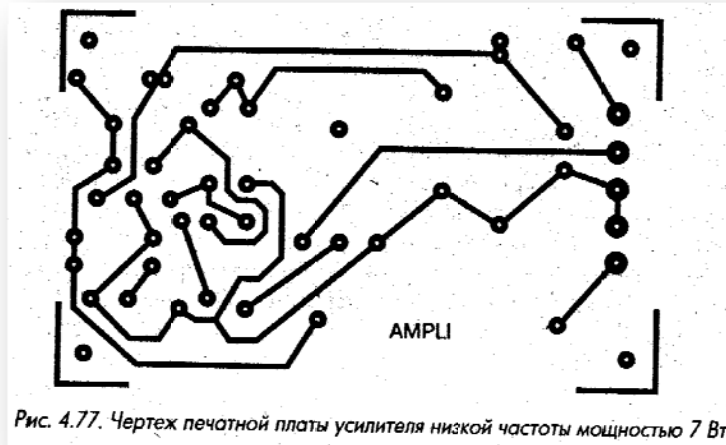 AMPLI
Рис. 4.77. Чертеж печатной платы усилителя низкой частоты мощностью 7 Вт